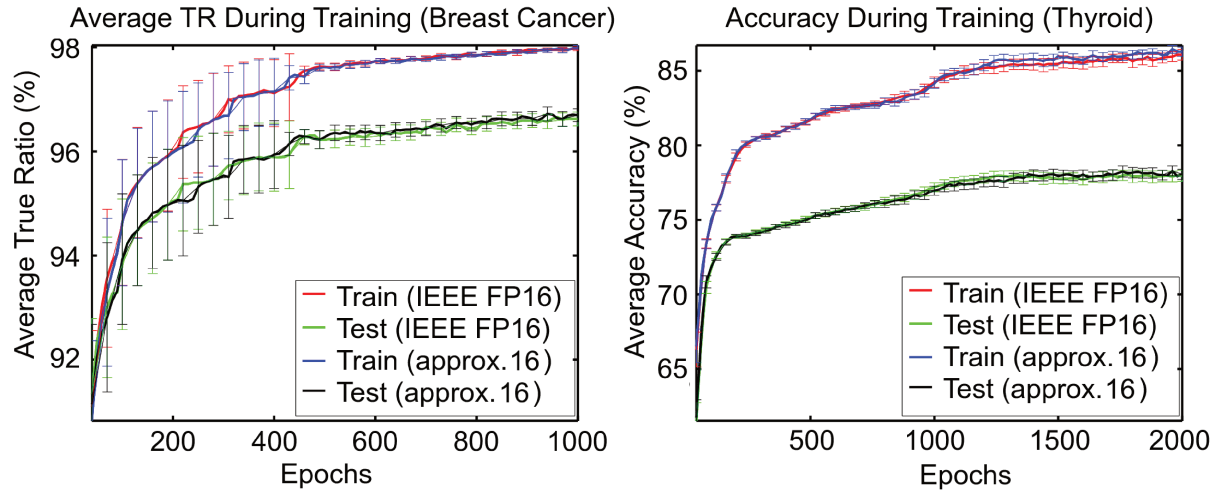 Average TR During Training (Breast Cancer)
Average True Ratio (%)
98
96
94
92
200
400
600
800
1000
Epochs
Train (IEEE FP16)
Test (IEEE FP16)
Train (approx.16)
Test (approx.16)
Accuracy During Training (Thyroid)
Average Accuracy (%)
85
80
75
70
65
500
1000
1500
2000
Epochs
Train (IEEE FP16)
Test (IEEE FP16)
Train (approx.16)
Test (approx.16)